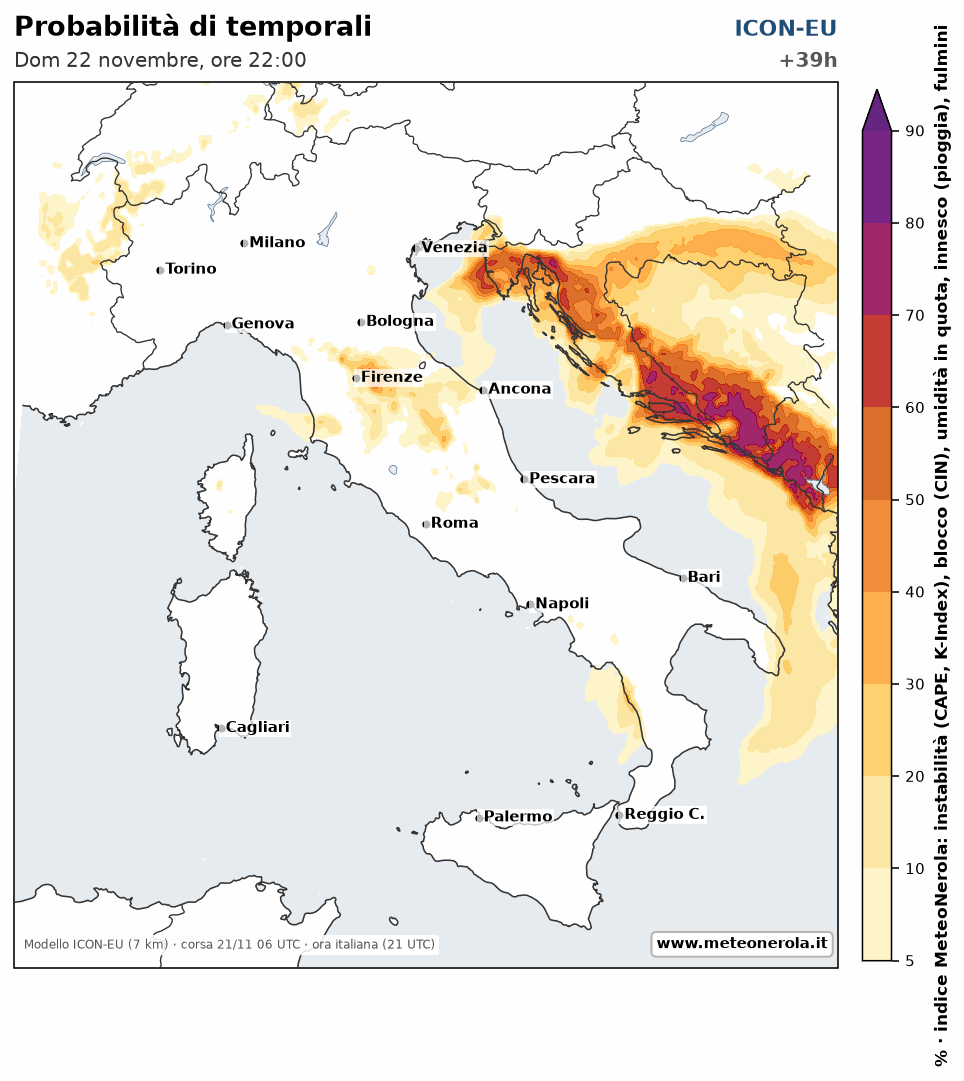 Probabilità di temporali
ICON-EU
Dom 22 novembre, ore 22:00
+39h
Milano
Venezia
Torino
Genova
Bologna
Firenze
Ancona
Pescara
Roma
Bari
Napoli
Cagliari
Palermo
Reggio C.
Modello ICON-EU (7 km) · corsa 21/11 06 UTC · ora italiana (21 UTC)
www.meteonerola.it
90
80
70
60
50
40
30
20
10
5
% · indice MeteoNerola: instabilità (CAPE, K-Index), blocco (CIN), umidità in quota, innesco (pioggia), fulmini